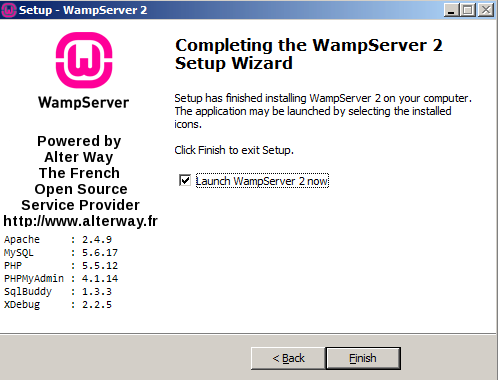 Setup - WampServer 2
WampServer
Powered by
Alter Way
The French
Open Source
Service Provider
http://www.alterway.fr
Apache : 2.4.9
MySQL : 5.6.17
PHP : 5.5.12
PHPMyAdmin : 4.1.14
SqlBuddy : 1.3.3
XDebug : 2.2.5
Completing the WampServer 2
Setup Wizard
Setup has finished installing WampServer 2 on your computer.
The application may be launched by selecting the installed
icons.
Click Finish to exit Setup.
Launch WampServer 2 now
< Back
Finish